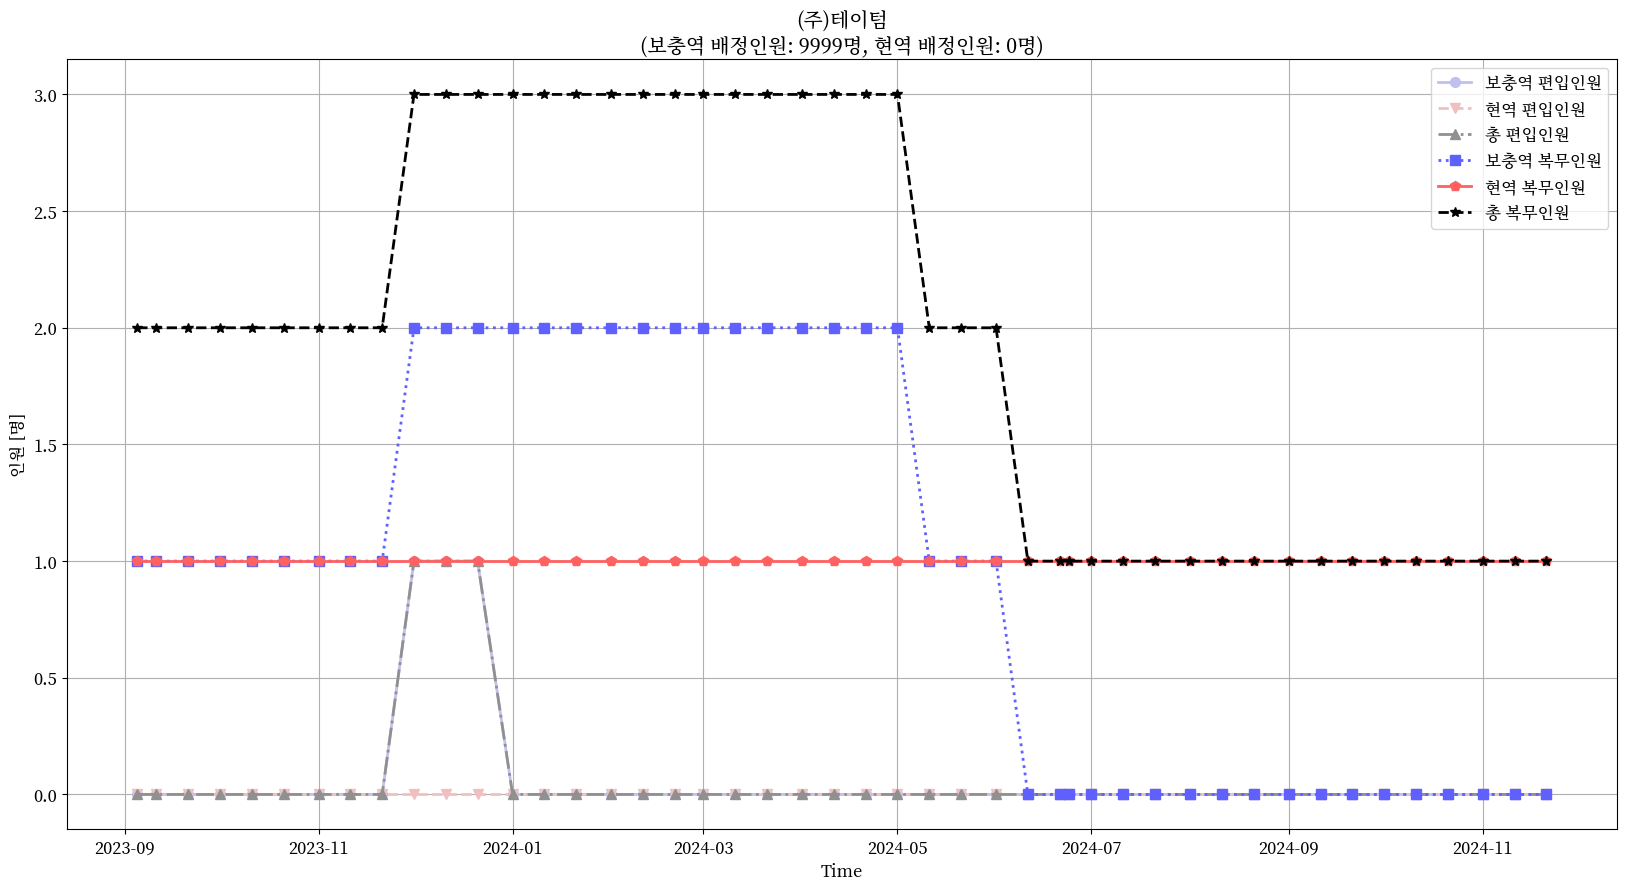 (주)테이텀
(보충역 배정인원: 9999명, 현역 배정인원: 0명)
보충역 편입인원
현역 편입인원
총 편입인원
보충역 복무인원
현역 복무인원
총 복무인원
인원 [명]
3.0
2.5
2.0
1.5
1.0
0.5
0.0
2023-09 2023-11 2024-01 2024-03 2024-05 2024-07 2024-09 2024-11
Time